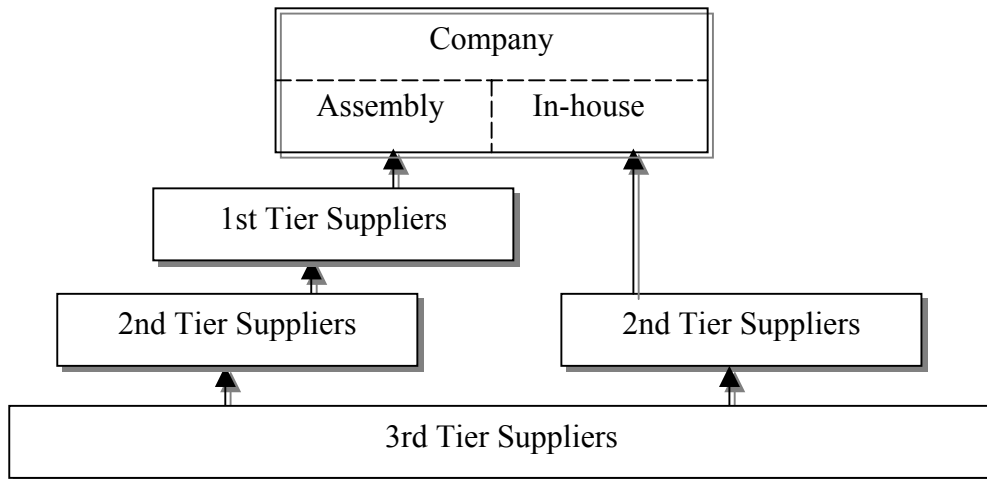 Company
Assembly In-house
1st Tier Suppliers
2nd Tier Suppliers 2nd Tier Suppliers
3rd Tier Suppliers